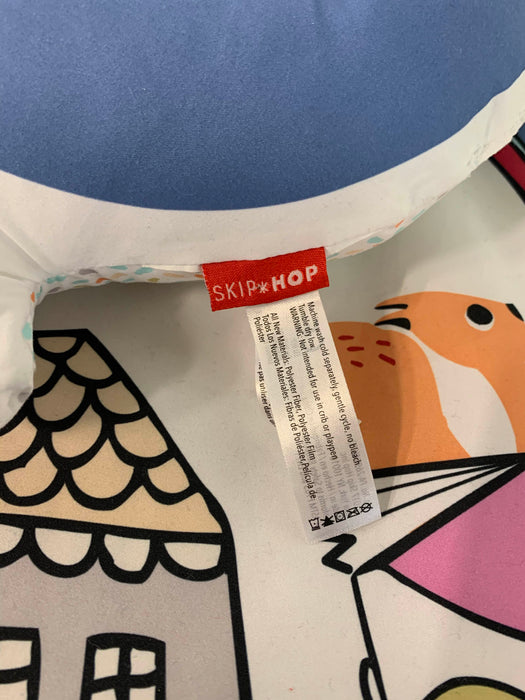 SKIP*HOP
Machine wash cold separately, gentle cycle, no bleach.
Tumble dry low.
WARNING: Not intended for use in crib or playpen
All New Materials: Polyester Fiber, Polyester Film
Todos Los Nuevos Materiales: Fibras de
Poliéster, Película de
Poliéster